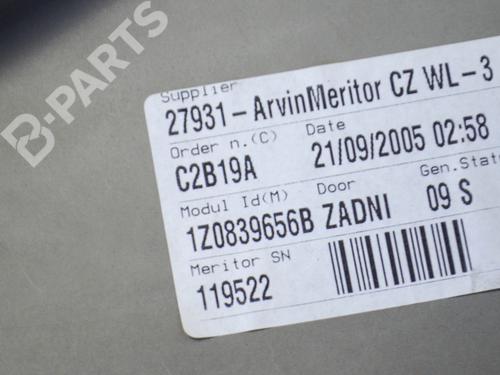 B-PARTS
Supplier
27931-ArvinMeritor CZ WL-3
Order n.(C) Date
C2B19A 21/09/2005 02:58
Modul Id(M) Door Gen.Status
1Z0839656B ZADNI 09 S
Meritor SN
119522